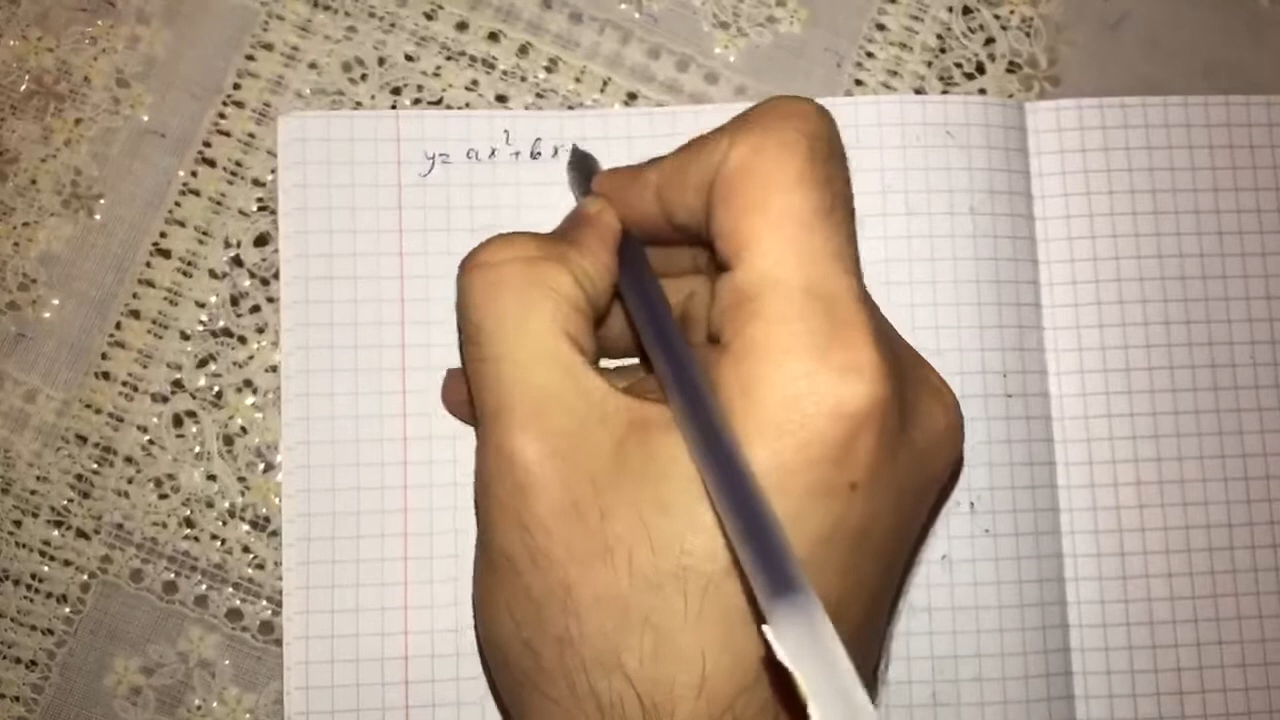 y = ax² + bx